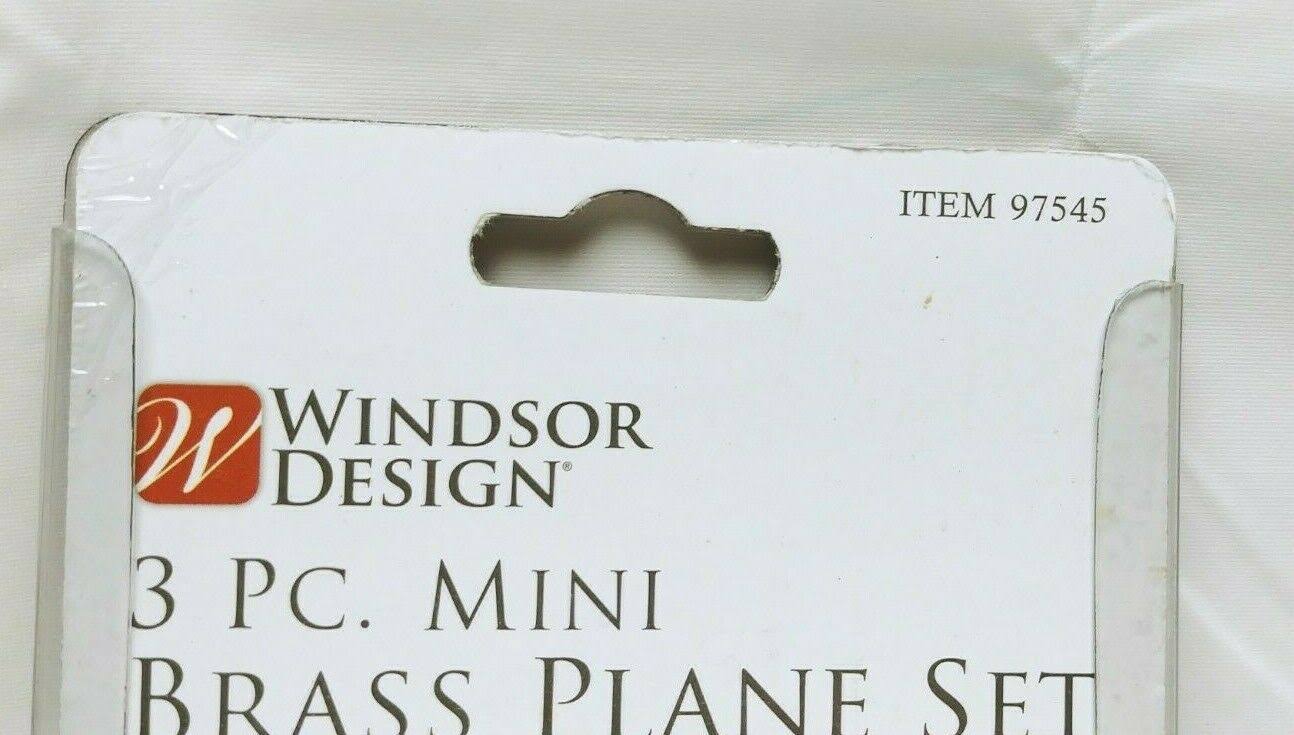 ITEM 97545
W
WINDSOR
DESIGN®
3 PC. MINI
BRASS PLANE SET